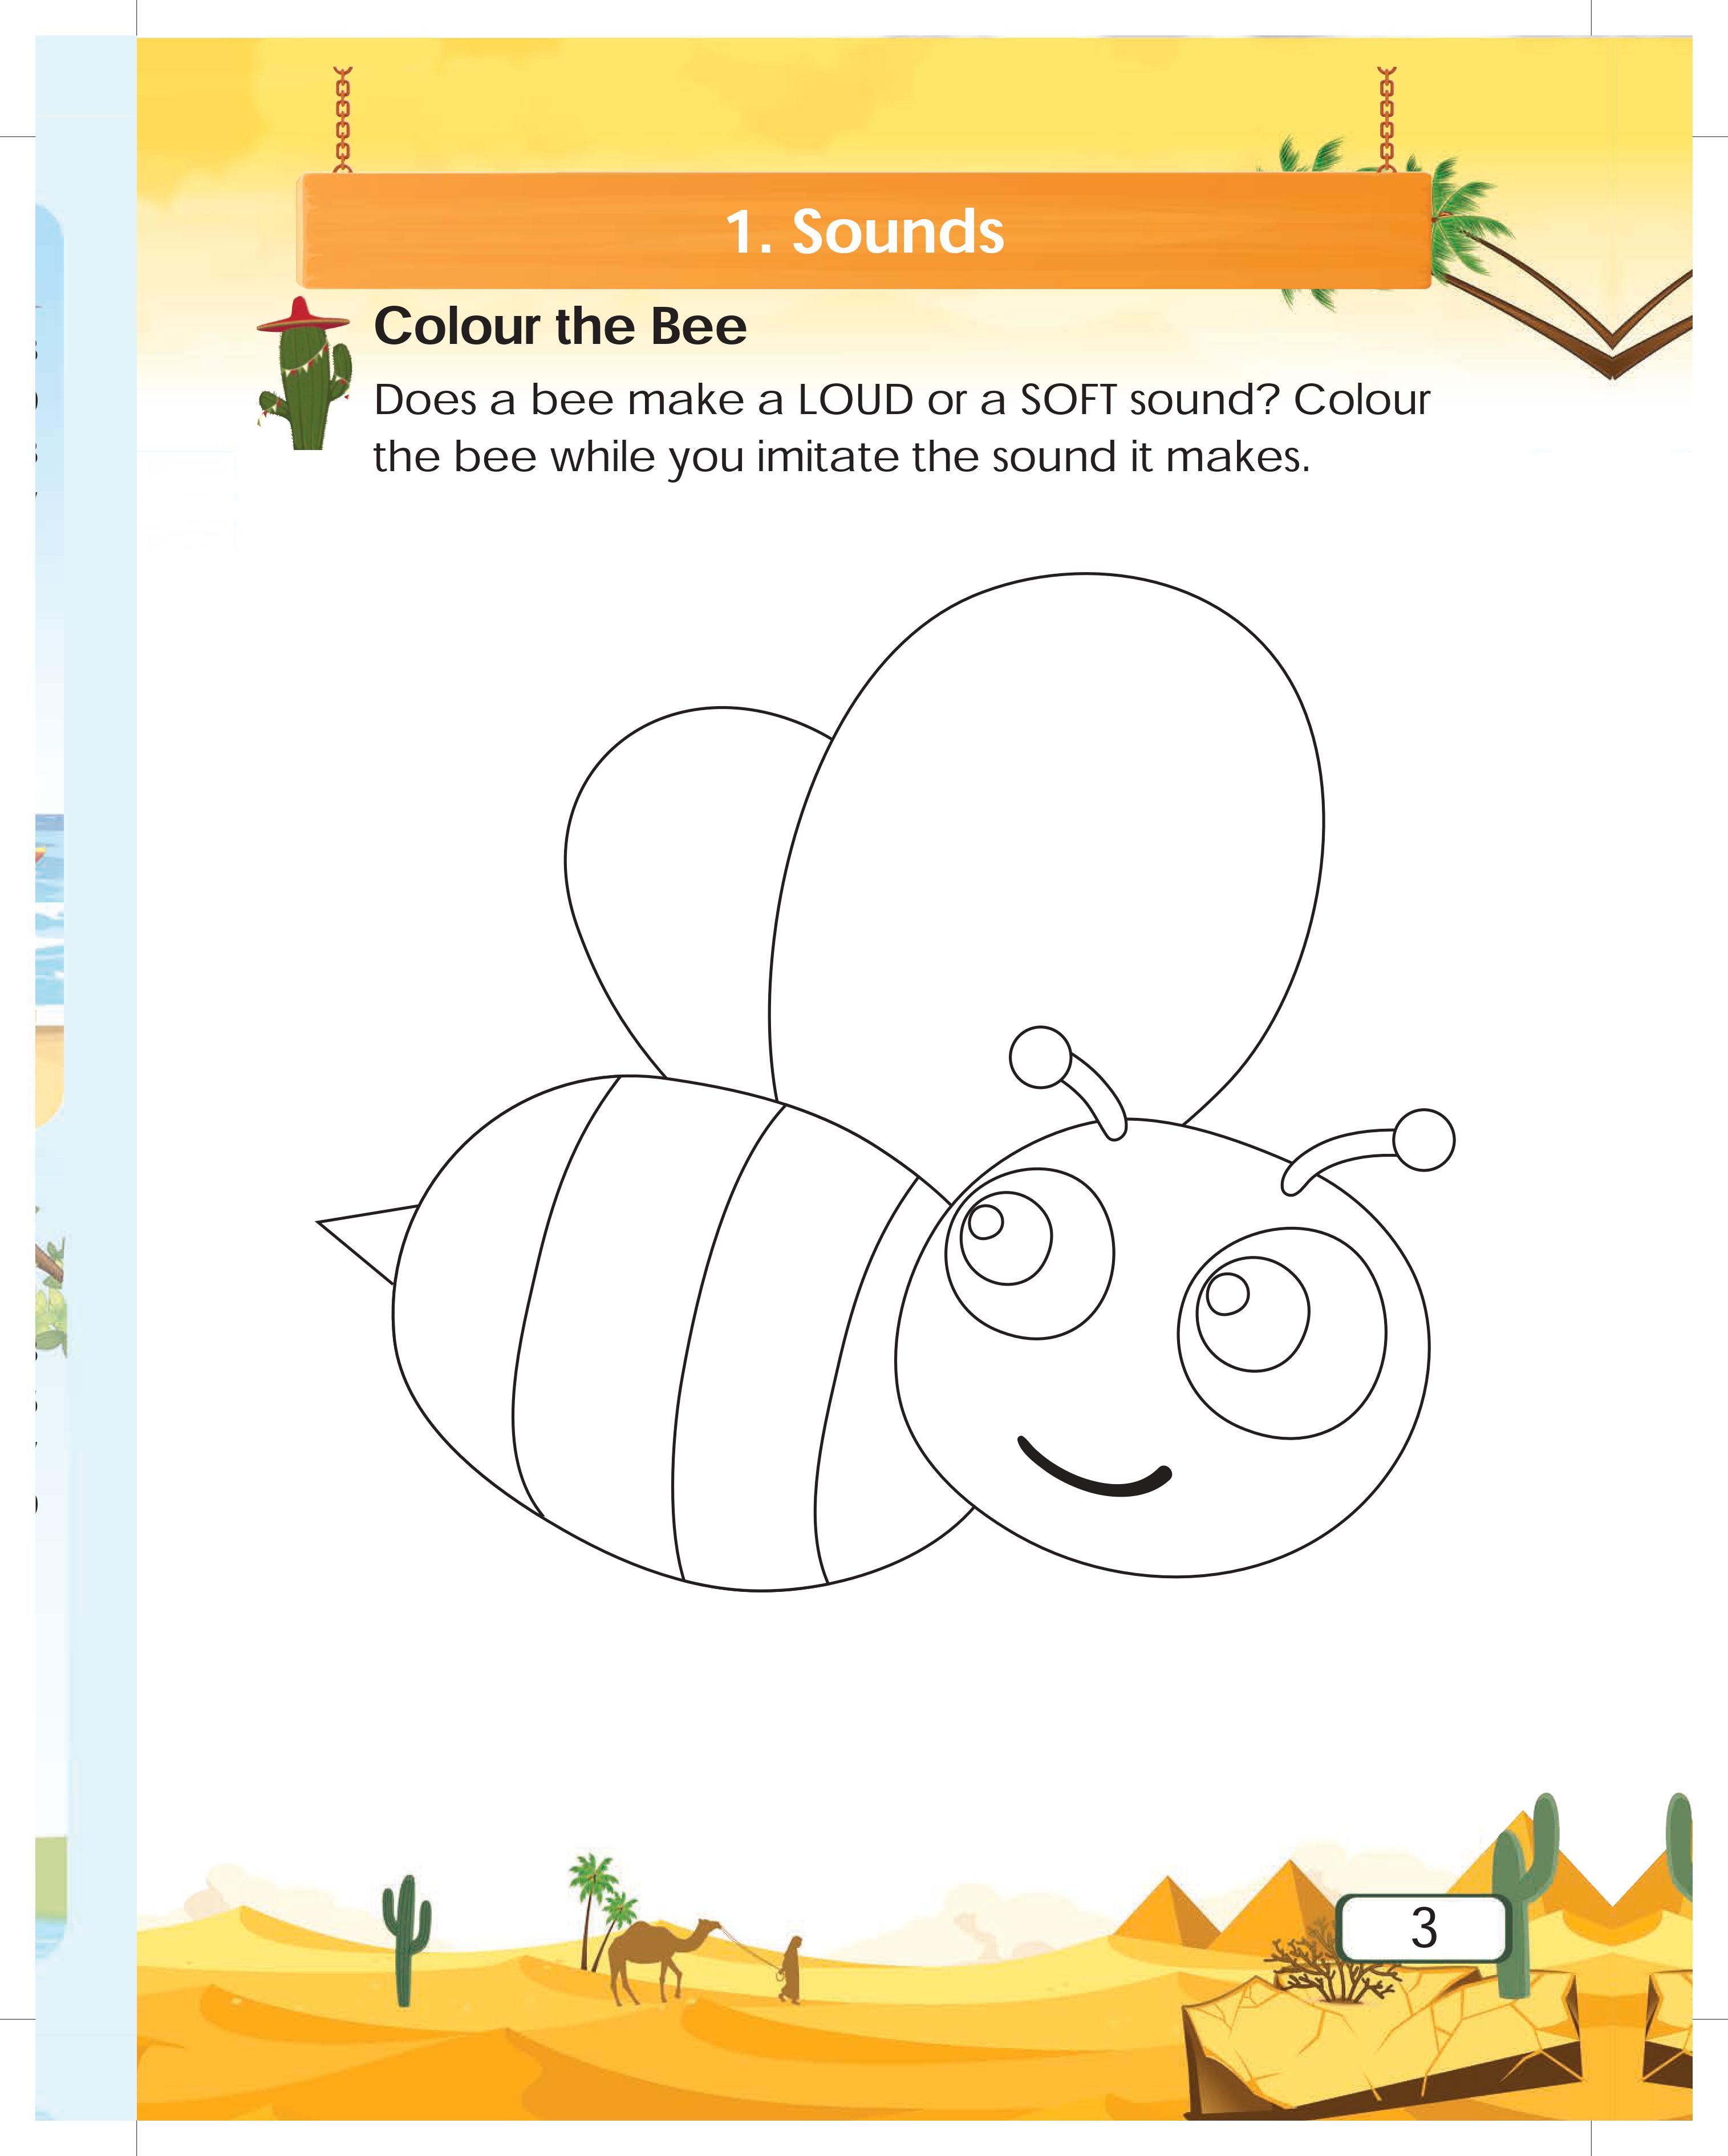 1. Sounds
Colour the Bee
Does a bee make a LOUD or a SOFT sound? Colour
the bee while you imitate the sound it makes.
3